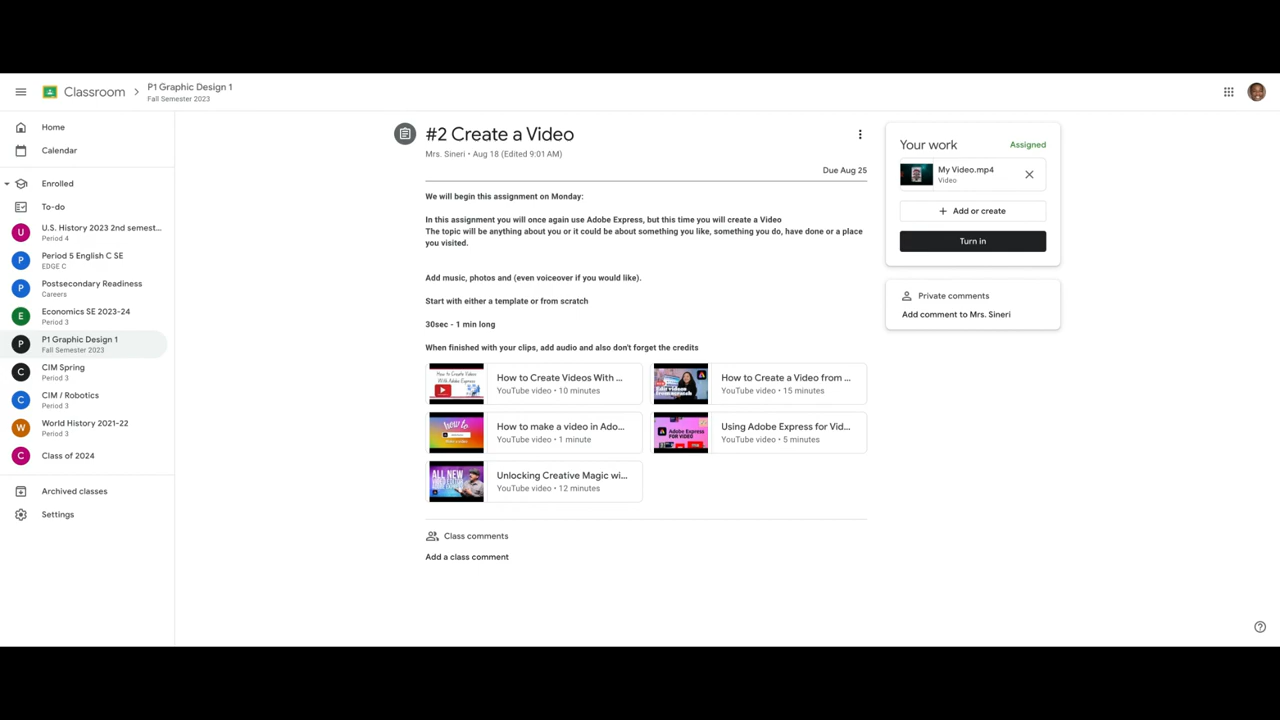 Classroom
P1 Graphic Design 1
Fall Semester 2023
Home
Calendar
Enrolled
To-do
U
U.S. History 2023 2nd semest...
Period 4
P
Period 5 English C SE
EDGE C
P
Postsecondary Readiness
Careers
E
Economics SE 2023-24
Period 3
P
P1 Graphic Design 1
Fall Semester 2023
C
CIM Spring
Period 3
C
CIM / Robotics
Period 3
W
World History 2021-22
Period 3
C
Class of 2024
Archived classes
Settings
#2 Create a Video
Mrs. Sineri • Aug 18 (Edited 9:01 AM)
Due Aug 25
We will begin this assignment on Monday:
In this assignment you will once again use Adobe Express, but this time you will create a Video
The topic will be anything about you or it could be about something you like, something you do, have done or a place
you visited.
Add music, photos and (even voiceover if you would like).
Start with either a template or from scratch
30sec - 1 min long
When finished with your clips, add audio and also don't forget the credits
How to Create Videos With ...
YouTube video • 10 minutes
How to Create a Video from ...
YouTube video • 15 minutes
How to make a video in Ado...
YouTube video • 1 minute
Using Adobe Express for Vid...
YouTube video • 5 minutes
Unlocking Creative Magic wi...
YouTube video • 12 minutes
Class comments
Add a class comment
Your work
Assigned
My Video.mp4
Video
Add or create
Turn in
Private comments
Add comment to Mrs. Sineri